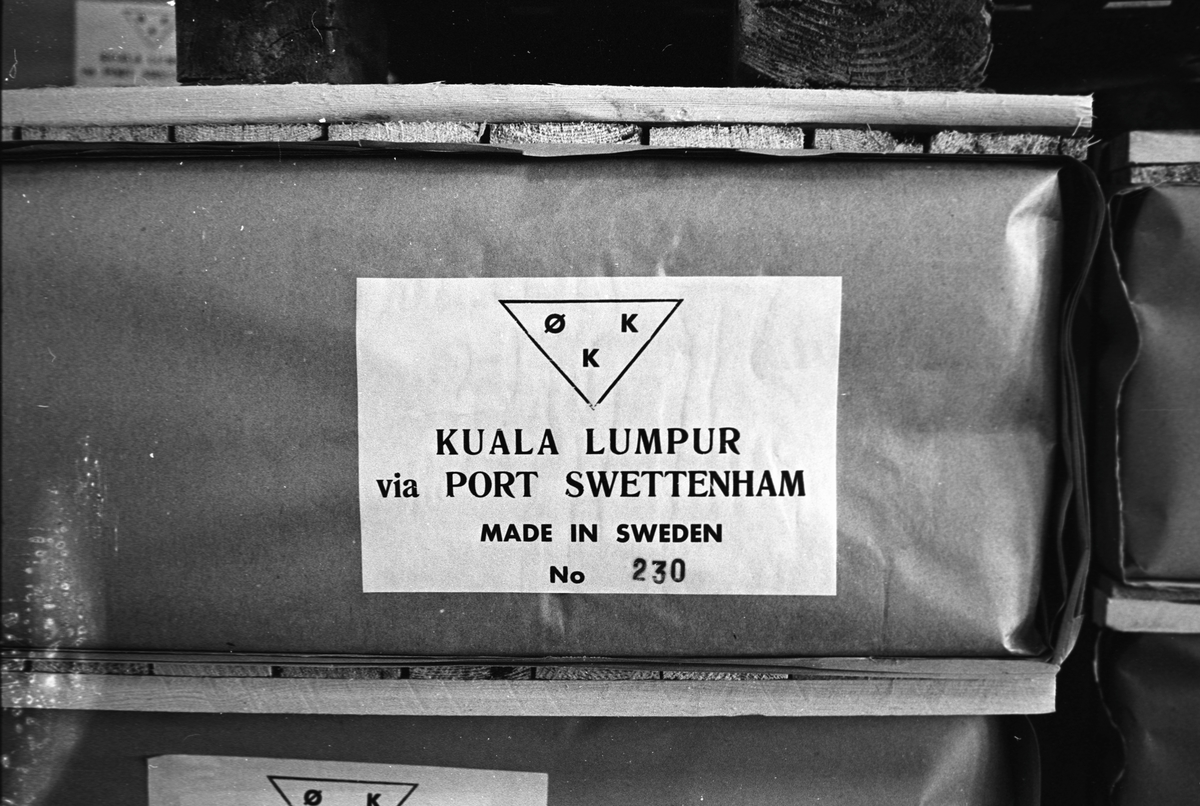 Ø K
K
KUALA LUMPUR
via PORT SWETTENHAM
MADE IN SWEDEN
No 230
Ø K